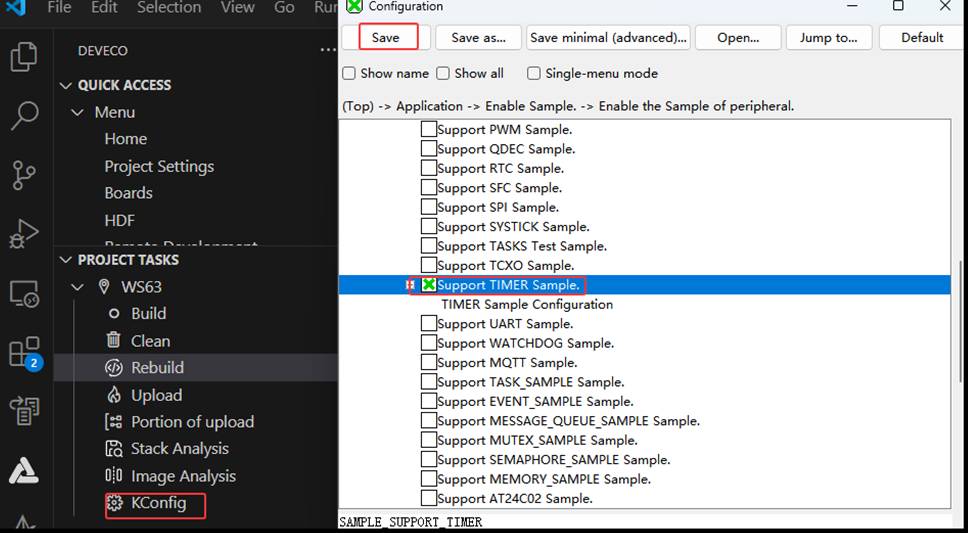 File Edit Selection View Go Run
DEVECO
QUICK ACCESS
Menu
Home
Project Settings
Boards
HDF
Remote Development
PROJECT TASKS
WS63
Build
Clean
Rebuild
Upload
Portion of upload
Stack Analysis
Image Analysis
KConfig
2
Configuration
Save Save as... Save minimal (advanced)... Open... Jump to... Default
Show name Show all Single-menu mode
(Top) -> Application -> Enable Sample. -> Enable the Sample of peripheral.
Support PWM Sample.
Support QDEC Sample.
Support RTC Sample.
Support SFC Sample.
Support SPI Sample.
Support SYSTICK Sample.
Support TASKS Test Sample.
Support TCXO Sample.
Support TIMER Sample.
TIMER Sample Configuration
Support UART Sample.
Support WATCHDOG Sample.
Support MQTT Sample.
Support TASK_SAMPLE Sample.
Support EVENT_SAMPLE Sample.
Support MESSAGE_QUEUE_SAMPLE Sample.
Support MUTEX_SAMPLE Sample.
Support SEMAPHORE_SAMPLE Sample.
Support MEMORY_SAMPLE Sample.
Support AT24C02 Sample.
SAMPLE_SUPPORT_TIMER